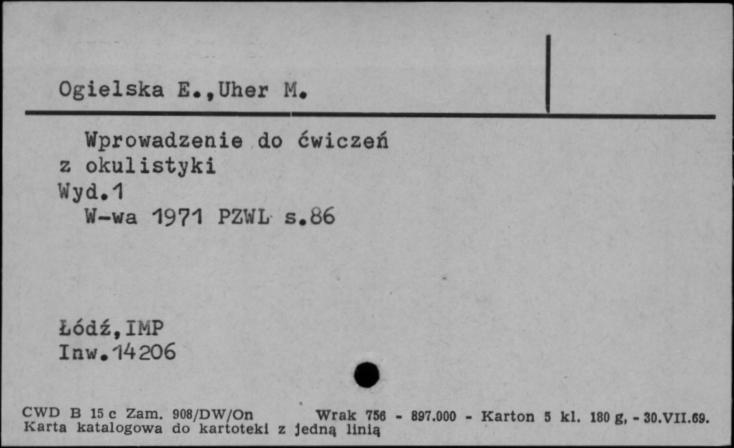 Ogielska E.,Uher M.
Wprowadzenie do ćwiczeń
z okulistyki
Wyd.1
W-wa 1971 PZWL s.86
Łódź,IMP
Inw.14206
CWD B 15 c Zam. 908/DW/On Wrak 756 - 897.000 - Karton 5 kl. 180 g, - 30.VII.69.
Karta katalogowa do kartoteki z jedną linią